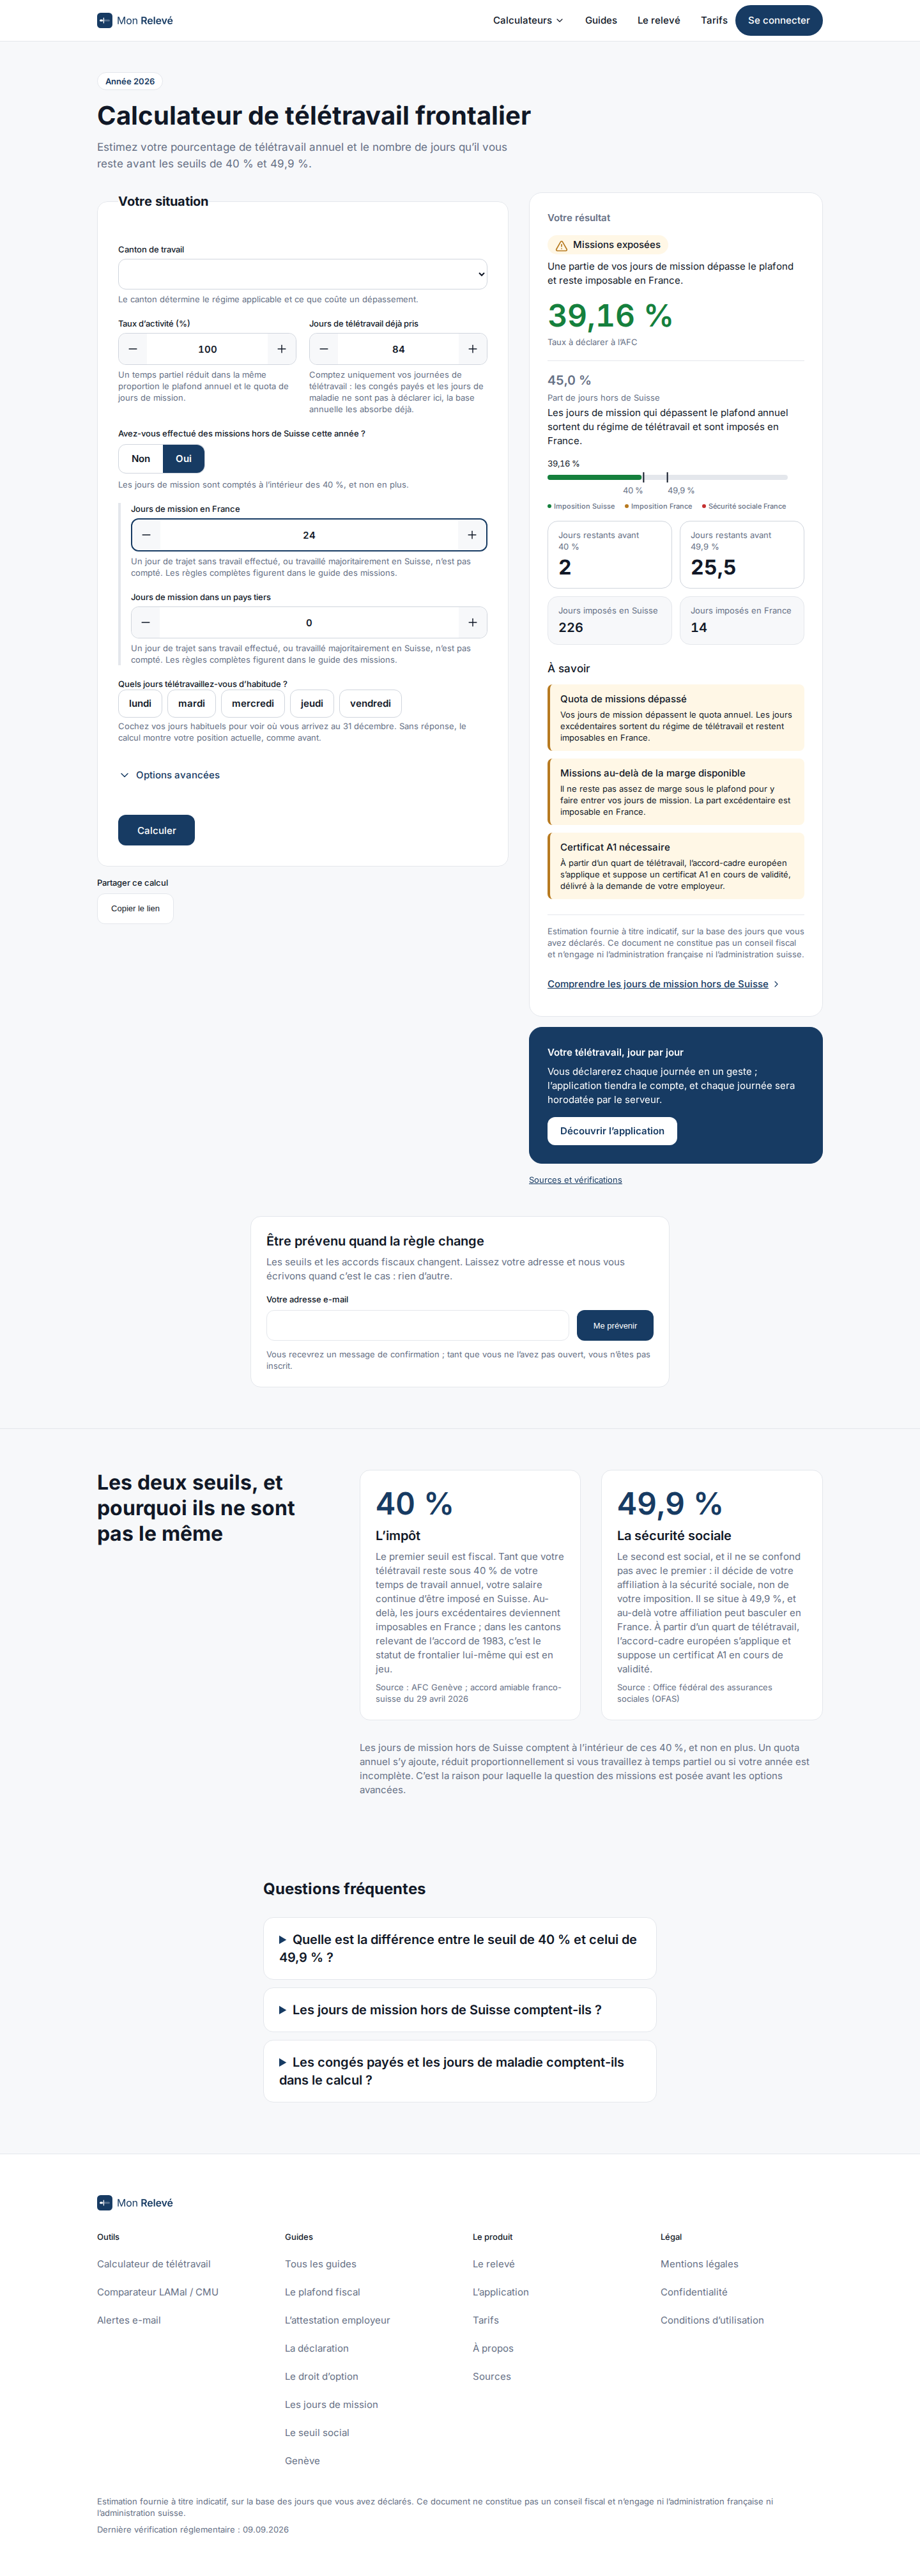 Mon Relevé
Calculateurs
Guides
Le relevé
Tarifs
Se connecter
Année 2026
Calculateur de télétravail frontalier
Estimez votre pourcentage de télétravail annuel et le nombre de jours qu’il vous
reste avant les seuils de 40 % et 49,9 %.
Votre situation
Canton de travail
Le canton détermine le régime applicable et ce que coûte un dépassement.
Taux d’activité (%)
− 100 +
Un temps partiel réduit dans la même
proportion le plafond annuel et le quota de
jours de mission.
Jours de télétravail déjà pris
− 84 +
Comptez uniquement vos journées de
télétravail : les congés payés et les jours de
maladie ne sont pas à déclarer ici, la base
annuelle les absorbe déjà.
Avez-vous effectué des missions hors de Suisse cette année ?
Non
Oui
Les jours de mission sont comptés à l’intérieur des 40 %, et non en plus.
Jours de mission en France
− 24 +
Un jour de trajet sans travail effectué, ou travaillé majoritairement en Suisse, n’est pas
compté. Les règles complètes figurent dans le guide des missions.
Jours de mission dans un pays tiers
− 0 +
Un jour de trajet sans travail effectué, ou travaillé majoritairement en Suisse, n’est pas
compté. Les règles complètes figurent dans le guide des missions.
Quels jours télétravaillez-vous d’habitude ?
lundi
mardi
mercredi
jeudi
vendredi
Cochez vos jours habituels pour voir où vous arrivez au 31 décembre. Sans réponse, le
calcul montre votre position actuelle, comme avant.
Options avancées
Calculer
Partager ce calcul
Copier le lien
Votre résultat
Missions exposées
Une partie de vos jours de mission dépasse le plafond
et reste imposable en France.
39,16 %
Taux à déclarer à l’AFC
45,0 %
Part de jours hors de Suisse
Les jours de mission qui dépassent le plafond annuel
sortent du régime de télétravail et sont imposés en
France.
39,16 %
40 %
49,9 %
Imposition Suisse
Imposition France
Sécurité sociale France
Jours restants avant
40 %
2
Jours restants avant
49,9 %
25,5
Jours imposés en Suisse
226
Jours imposés en France
14
À savoir
Quota de missions dépassé
Vos jours de mission dépassent le quota annuel. Les jours
excédentaires sortent du régime de télétravail et restent
imposables en France.
Missions au-delà de la marge disponible
Il ne reste pas assez de marge sous le plafond pour y
faire entrer vos jours de mission. La part excédentaire est
imposable en France.
Certificat A1 nécessaire
À partir d’un quart de télétravail, l’accord-cadre européen
s’applique et suppose un certificat A1 en cours de validité,
délivré à la demande de votre employeur.
Estimation fournie à titre indicatif, sur la base des jours que vous
avez déclarés. Ce document ne constitue pas un conseil fiscal
et n’engage ni l’administration française ni l’administration suisse.
Comprendre les jours de mission hors de Suisse
Votre télétravail, jour par jour
Vous déclarerez chaque journée en un geste ;
l’application tiendra le compte, et chaque journée sera
horodatée par le serveur.
Découvrir l’application
Sources et vérifications
Être prévenu quand la règle change
Les seuils et les accords fiscaux changent. Laissez votre adresse et nous vous
écrivons quand c’est le cas : rien d’autre.
Votre adresse e-mail
Me prévenir
Vous recevrez un message de confirmation ; tant que vous ne l’avez pas ouvert, vous n’êtes pas
inscrit.
Les deux seuils, et
pourquoi ils ne sont
pas le même
40 %
L’impôt
Le premier seuil est fiscal. Tant que votre
télétravail reste sous 40 % de votre
temps de travail annuel, votre salaire
continue d’être imposé en Suisse. Au-
delà, les jours excédentaires deviennent
imposables en France ; dans les cantons
relevant de l’accord de 1983, c’est le
statut de frontalier lui-même qui est en
jeu.
Source : AFC Genève ; accord amiable franco-
suisse du 29 avril 2026
49,9 %
La sécurité sociale
Le second est social, et il ne se confond
pas avec le premier : il décide de votre
affiliation à la sécurité sociale, non de
votre imposition. Il se situe à 49,9 %, et
au-delà votre affiliation peut basculer en
France. À partir d’un quart de télétravail,
l’accord-cadre européen s’applique et
suppose un certificat A1 en cours de
validité.
Source : Office fédéral des assurances
sociales (OFAS)
Les jours de mission hors de Suisse comptent à l’intérieur de ces 40 %, et non en plus. Un quota
annuel s’y ajoute, réduit proportionnellement si vous travaillez à temps partiel ou si votre année est
incomplète. C’est la raison pour laquelle la question des missions est posée avant les options
avancées.
Questions fréquentes
Quelle est la différence entre le seuil de 40 % et celui de
49,9 % ?
Les jours de mission hors de Suisse comptent-ils ?
Les congés payés et les jours de maladie comptent-ils
dans le calcul ?
Mon Relevé
Outils
Calculateur de télétravail
Comparateur LAMal / CMU
Alertes e-mail
Guides
Tous les guides
Le plafond fiscal
L’attestation employeur
La déclaration
Le droit d’option
Les jours de mission
Le seuil social
Genève
Le produit
Le relevé
L’application
Tarifs
À propos
Sources
Légal
Mentions légales
Confidentialité
Conditions d’utilisation
Estimation fournie à titre indicatif, sur la base des jours que vous avez déclarés. Ce document ne constitue pas un conseil fiscal et n’engage ni l’administration française ni
l’administration suisse.
Dernière vérification réglementaire : 09.09.2026